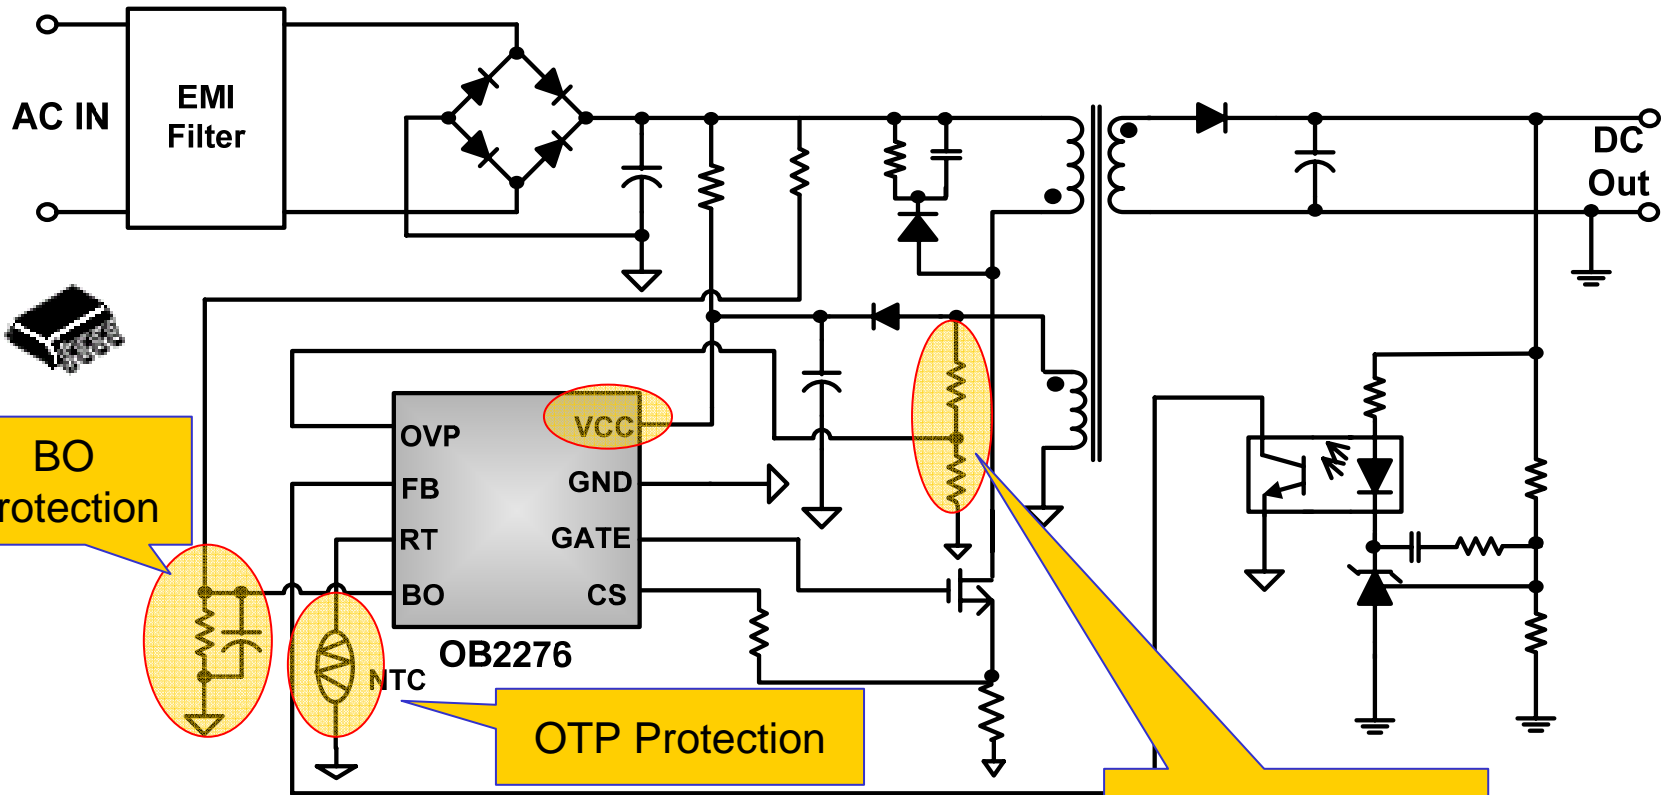 AC IN
EMI
Filter
DC
Out
BO
rotection
OVP
VCC
FB
GND
RT
GATE
BO
CS
OB2276
NTC
OTP Protection